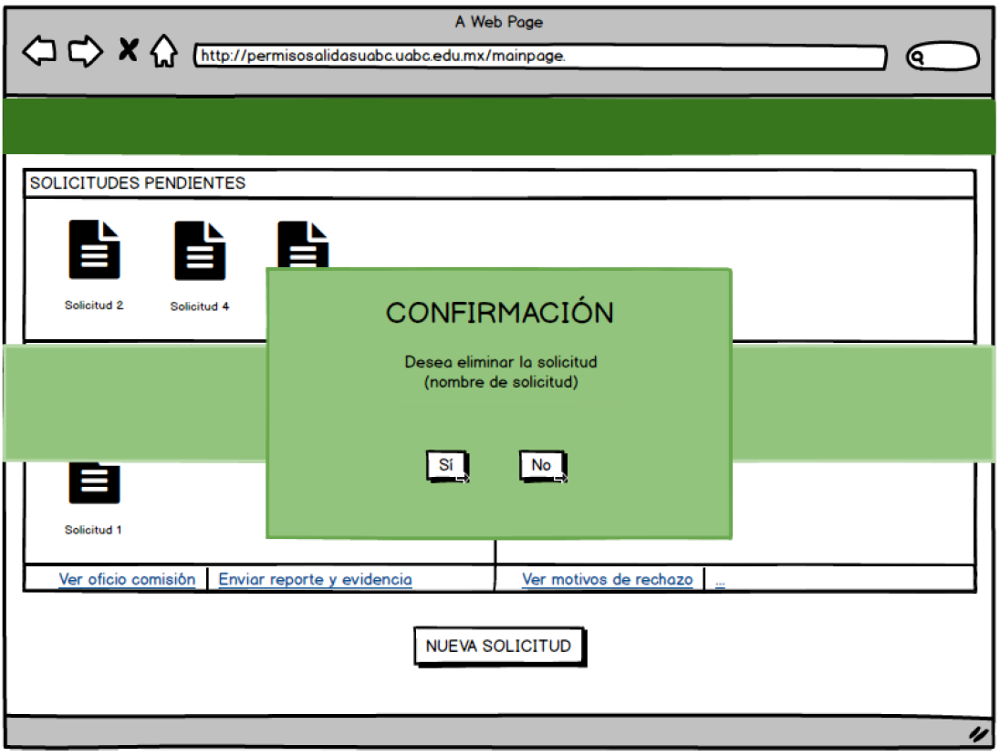 A Web Page
http://permisosalidasuabc.uabc.edu.mx/mainpage.
SOLICITUDES PENDIENTES
Solicitud 2
Solicitud 4
CONFIRMACIÓN
Desea eliminar la solicitud
(nombre de solicitud)
Sí
No
Solicitud 1
Ver oficio comisión
Enviar reporte y evidencia
Ver motivos de rechazo
...
NUEVA SOLICITUD